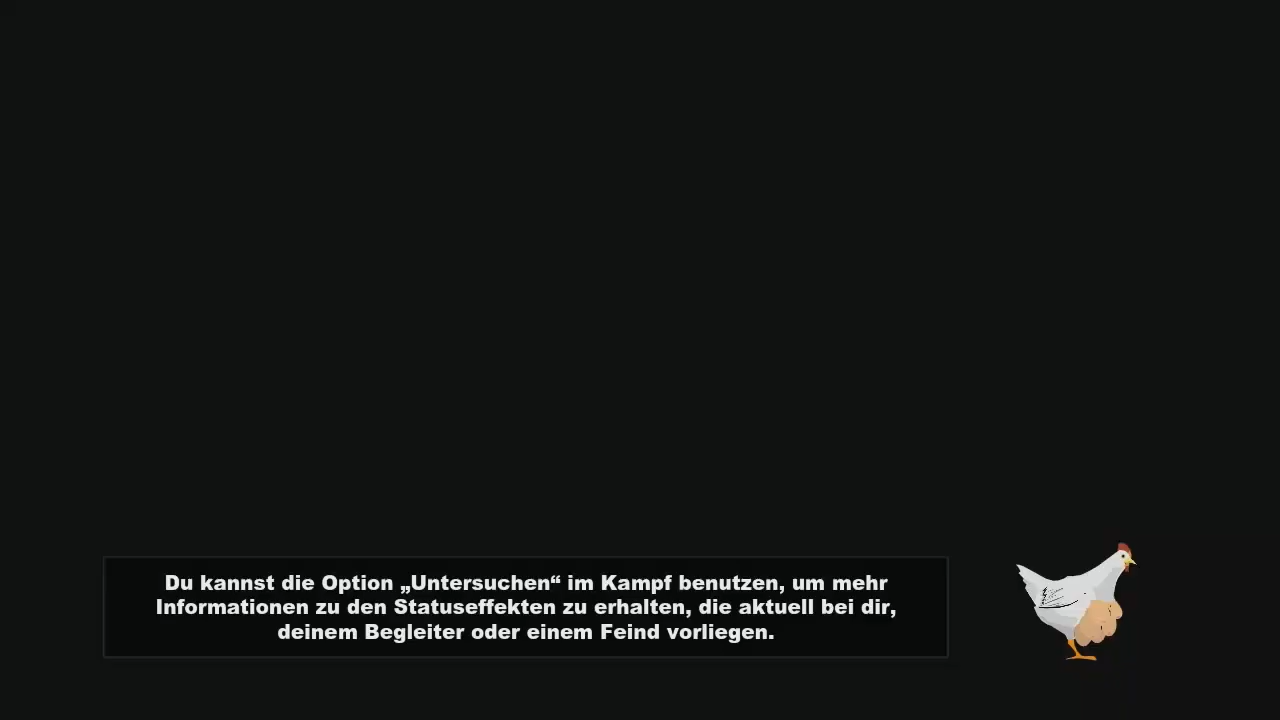 Du kannst die Option „Untersuchen“ im Kampf benutzen, um mehr
Informationen zu den Statuseffekten zu erhalten, die aktuell bei dir,
deinem Begleiter oder einem Feind vorliegen.